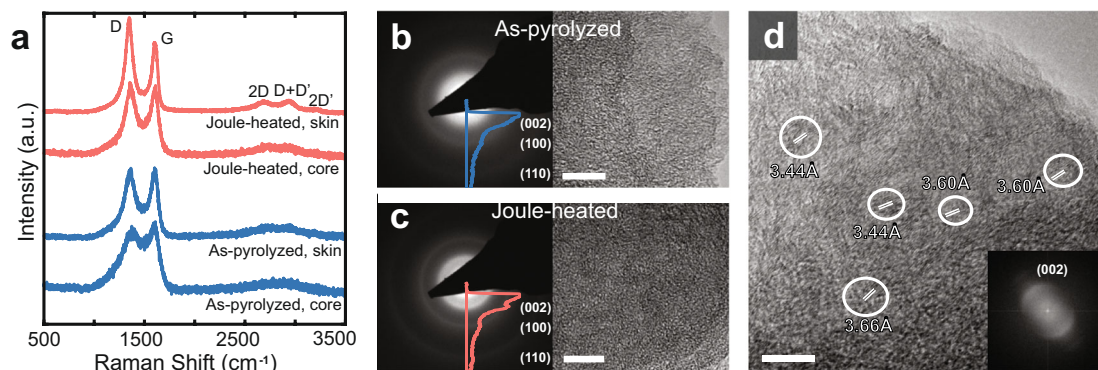 a
D
G
2D D+D'
2D'
Joule-heated, skin
Joule-heated, core
As-pyrolyzed, skin
As-pyrolyzed, core
Intensity (a.u.)
500 1500 2500 3500
Raman Shift (cm⁻¹)
b
As-pyrolyzed
(002)
(100)
(110)
c
Joule-heated
(002)
(100)
(110)
d
3.44Å
3.60Å
3.60Å
3.44Å
3.66Å
(002)